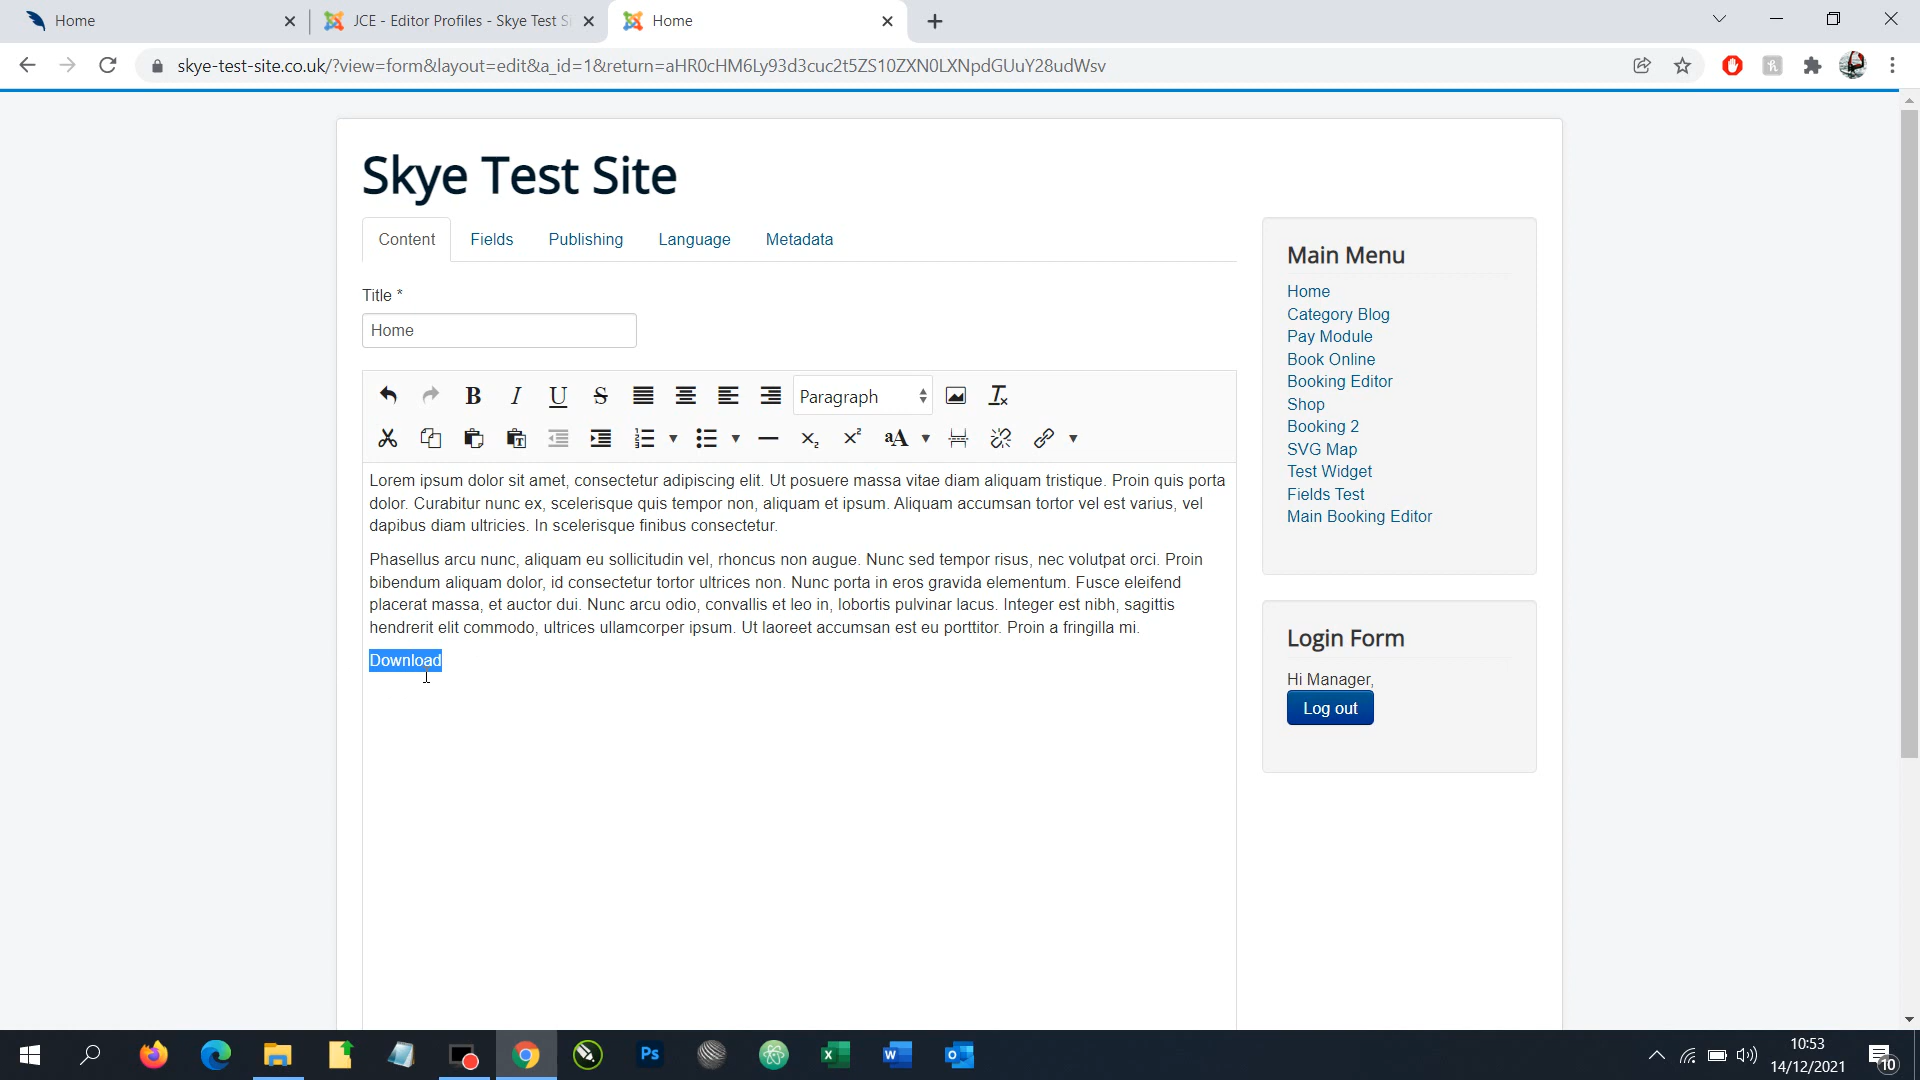 Home
JCE - Editor Profiles - Skye Test Si
Home
skye-test-site.co.uk/?view=form&layout=edit&a_id=1&return=aHR0cHM6Ly93d3cuc2t5ZS10ZXN0LXNpdGUuY28udWsv
Skye Test Site
Content Fields Publishing Language Metadata
Title *
Home
Paragraph
Lorem ipsum dolor sit amet, consectetur adipiscing elit. Ut posuere massa vitae diam aliquam tristique. Proin quis porta
dolor. Curabitur nunc ex, scelerisque quis tempor non, aliquam et ipsum. Aliquam accumsan tortor vel est varius, vel
dapibus diam ultricies. In scelerisque finibus consectetur.
Phasellus arcu nunc, aliquam eu sollicitudin vel, rhoncus non augue. Nunc sed tempor risus, nec volutpat orci. Proin
bibendum aliquam dolor, id consectetur tortor ultrices non. Nunc porta in eros gravida elementum. Fusce eleifend
placerat massa, et auctor dui. Nunc arcu odio, convallis et leo in, lobortis pulvinar lacus. Integer est nibh, sagittis
hendrerit elit commodo, ultrices ullamcorper ipsum. Ut laoreet accumsan est eu porttitor. Proin a fringilla mi.
Download
Main Menu
Home
Category Blog
Pay Module
Book Online
Booking Editor
Shop
Booking 2
SVG Map
Test Widget
Fields Test
Main Booking Editor
Login Form
Hi Manager,
Log out
10:53
14/12/2021
10